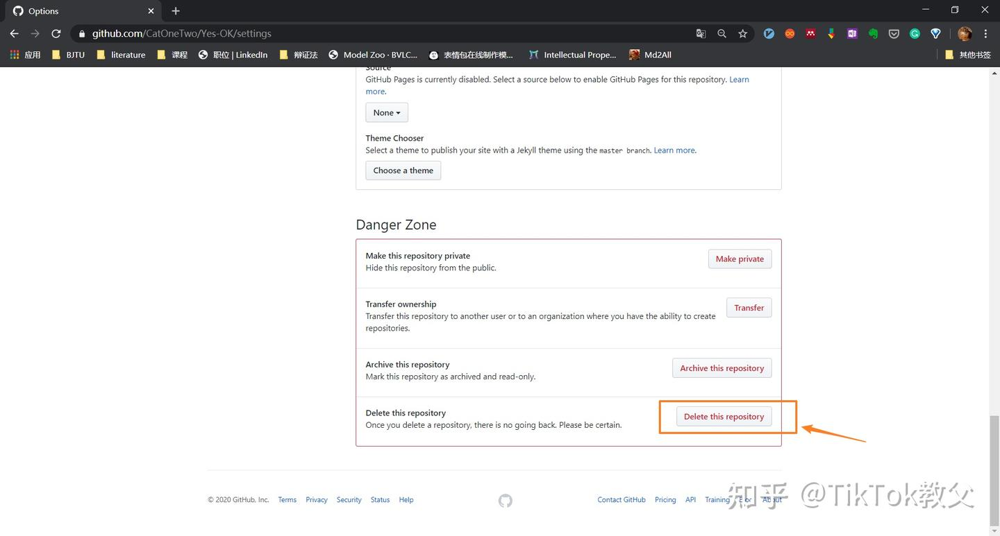 Options
github.com/CatOneTwo/Yes-OK/settings
应用 BJTU literature 课程 职位 | LinkedIn 辩证法 Model Zoo · BVLC... 表情包在线制作模... Intellectual Prope... Md2All 其他书签
Source
GitHub Pages is currently disabled. Select a source below to enable GitHub Pages for this repository. Learn
more.
None
Theme Chooser
Select a theme to publish your site with a Jekyll theme using the master branch. Learn more.
Choose a theme
Danger Zone
Make this repository private
Hide this repository from the public.
Make private
Transfer ownership
Transfer this repository to another user or to an organization where you have the ability to create
repositories.
Transfer
Archive this repository
Mark this repository as archived and read-only.
Archive this repository
Delete this repository
Once you delete a repository, there is no going back. Please be certain.
Delete this repository
© 2020 GitHub, Inc. Terms Privacy Security Status Help
Contact GitHub Pricing API Training About
知乎 @TikTok教父